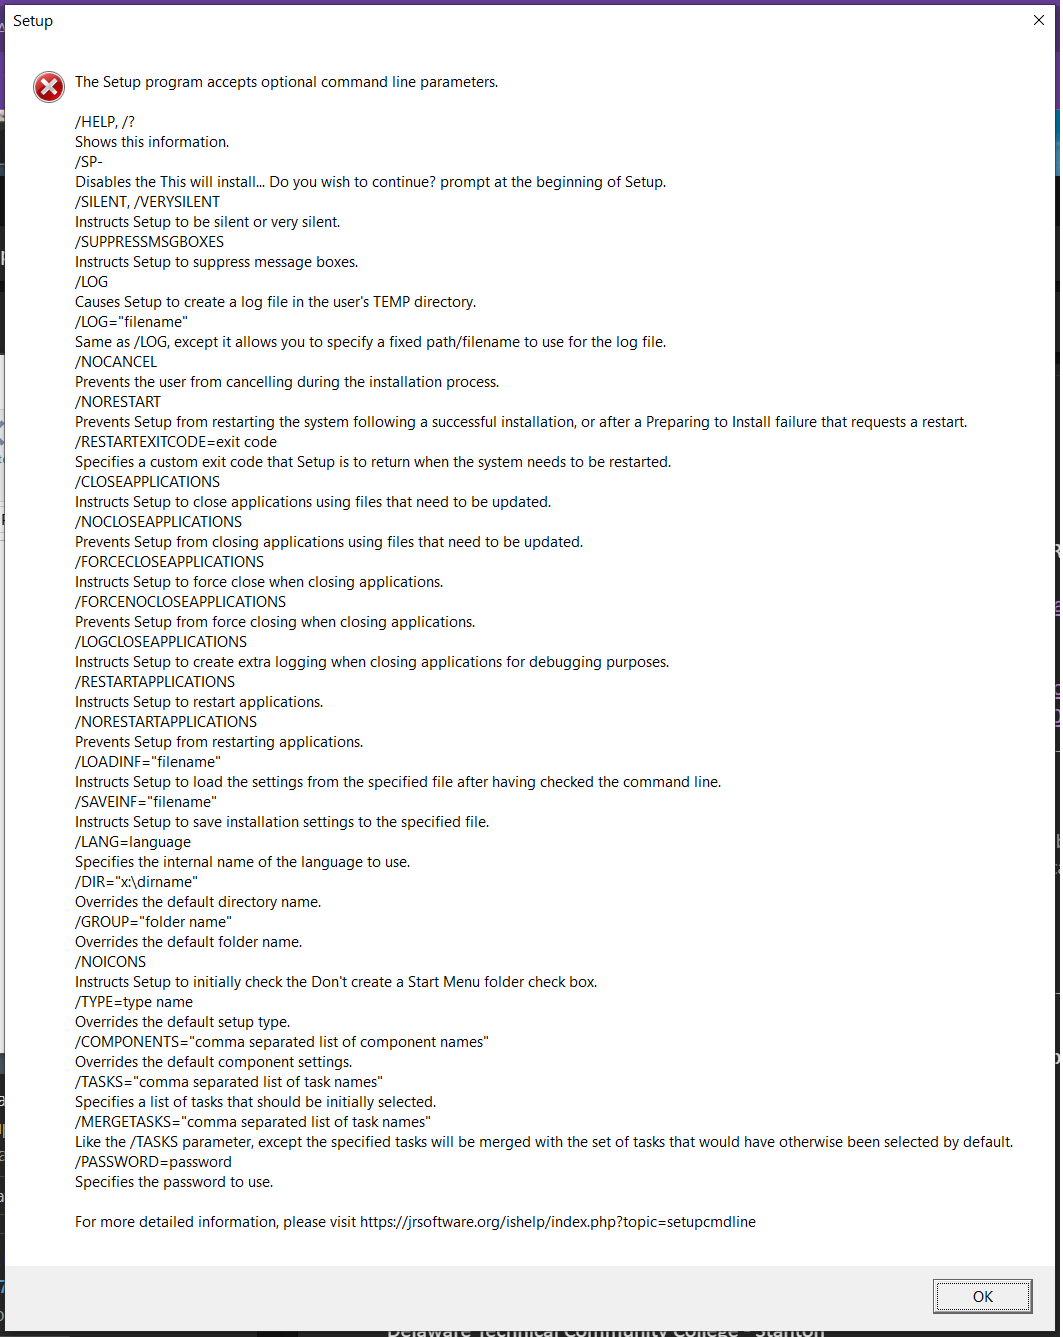 Setup
The Setup program accepts optional command line parameters.
/HELP, /?
Shows this information.
/SP-
Disables the This will install... Do you wish to continue? prompt at the beginning of Setup.
/SILENT, /VERYSILENT
Instructs Setup to be silent or very silent.
/SUPPRESSMSGBOXES
Instructs Setup to suppress message boxes.
/LOG
Causes Setup to create a log file in the user's TEMP directory.
/LOG="filename"
Same as /LOG, except it allows you to specify a fixed path/filename to use for the log file.
/NOCANCEL
Prevents the user from cancelling during the installation process.
/NORESTART
Prevents Setup from restarting the system following a successful installation, or after a Preparing to Install failure that requests a restart.
/RESTARTEXITCODE=exit code
Specifies a custom exit code that Setup is to return when the system needs to be restarted.
/CLOSEAPPLICATIONS
Instructs Setup to close applications using files that need to be updated.
/NOCLOSEAPPLICATIONS
Prevents Setup from closing applications using files that need to be updated.
/FORCECLOSEAPPLICATIONS
Instructs Setup to force close when closing applications.
/FORCENOCLOSEAPPLICATIONS
Prevents Setup from force closing when closing applications.
/LOGCLOSEAPPLICATIONS
Instructs Setup to create extra logging when closing applications for debugging purposes.
/RESTARTAPPLICATIONS
Instructs Setup to restart applications.
/NORESTARTAPPLICATIONS
Prevents Setup from restarting applications.
/LOADINF="filename"
Instructs Setup to load the settings from the specified file after having checked the command line.
/SAVEINF="filename"
Instructs Setup to save installation settings to the specified file.
/LANG=language
Specifies the internal name of the language to use.
/DIR="x:\dirname"
Overrides the default directory name.
/GROUP="folder name"
Overrides the default folder name.
/NOICONS
Instructs Setup to initially check the Don't create a Start Menu folder check box.
/TYPE=type name
Overrides the default setup type.
/COMPONENTS="comma separated list of component names"
Overrides the default component settings.
/TASKS="comma separated list of task names"
Specifies a list of tasks that should be initially selected.
/MERGETASKS="comma separated list of task names"
Like the /TASKS parameter, except the specified tasks will be merged with the set of tasks that would have otherwise been selected by default.
/PASSWORD=password
Specifies the password to use.
For more detailed information, please visit https://jrsoftware.org/ishelp/index.php?topic=setupcmdline
OK
Delaware Technical Community College - Stanton